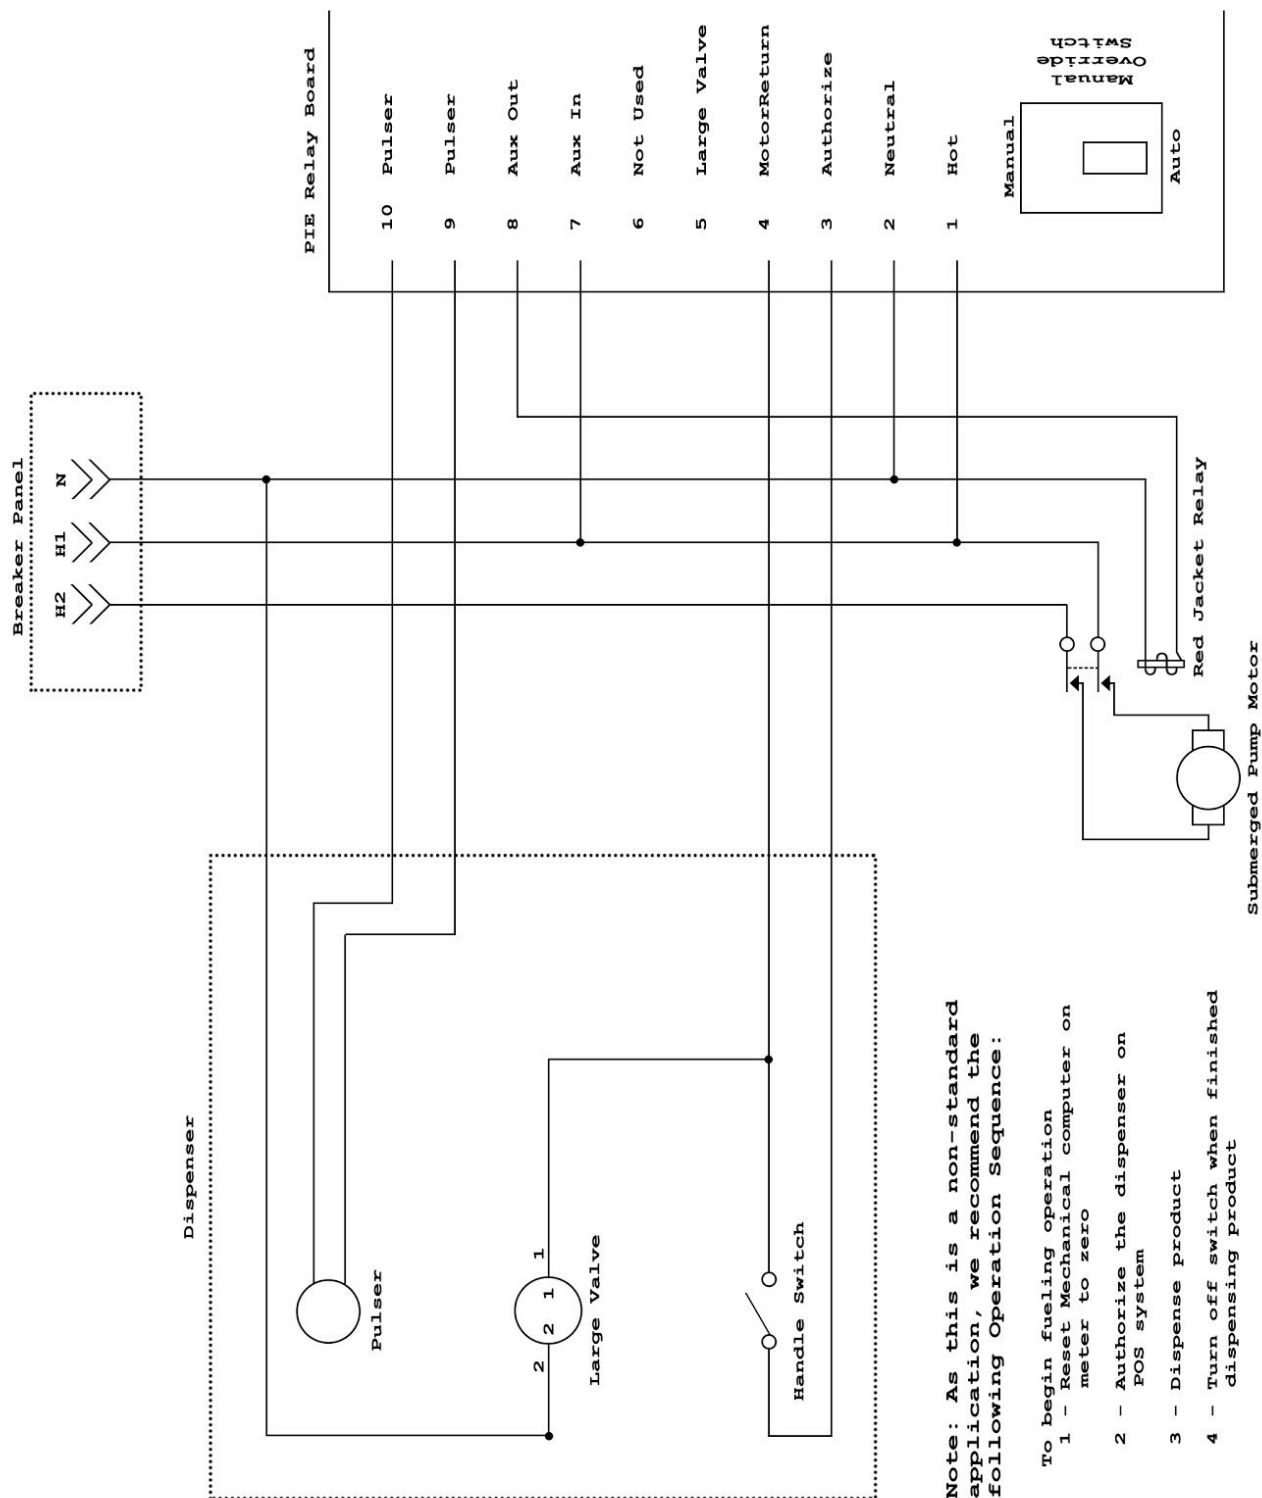 Breaker Panel
H2
H1
N
PIE Relay Board
10 Pulser
9 Pulser
8 Aux Out
7 Aux In
6 Not Used
5 Large Valve
4 MotorReturn
3 Authorize
2 Neutral
1 Hot
Manual
Auto
Manual
Override
Switch
Red Jacket Relay
Submerged Pump Motor
Dispenser
Pulser
2
2
1
1
Large Valve
Handle Switch
Note: As this is a non-standard
application, we recommend the
following Operation Sequence:
To begin fueling operation
1 - Reset Mechanical computer on
meter to zero
2 - Authorize the dispenser on
POS system
3 - Dispense product
4 - Turn off switch when finished
dispensing product